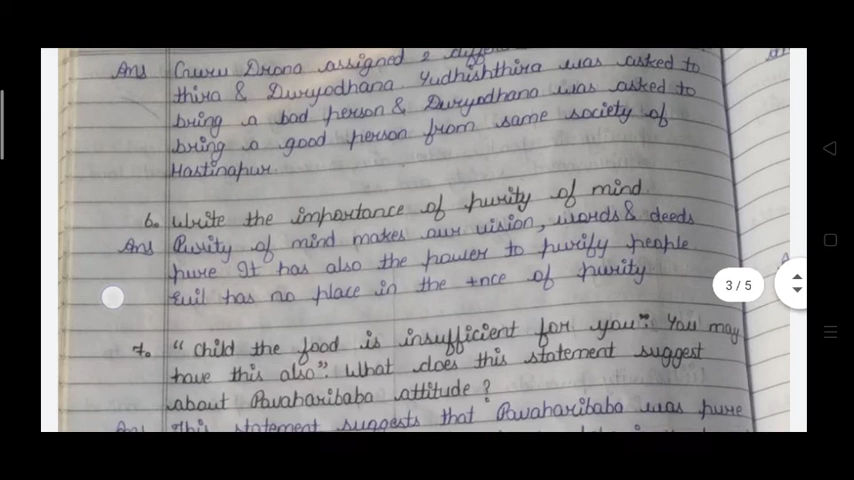 Ans Guru Drona assigned 2
thira & Duryodhana. Yudhishthira was asked to
bring a bad person & Duryodhana was asked to
bring a good person from same society of
Hastinapur.
6. Write the importance of purity of mind
Ans Purity of mind makes our vision, words & deeds
pure It has also the power to purify people
Evil has no place in the +nce of purity
7. "Child the food is insufficient for you". You may
have this also". What does this statement suggest
about Pavaharibaba attitude?
Ans This statement suggests that Pavaharibaba was pure
3/5